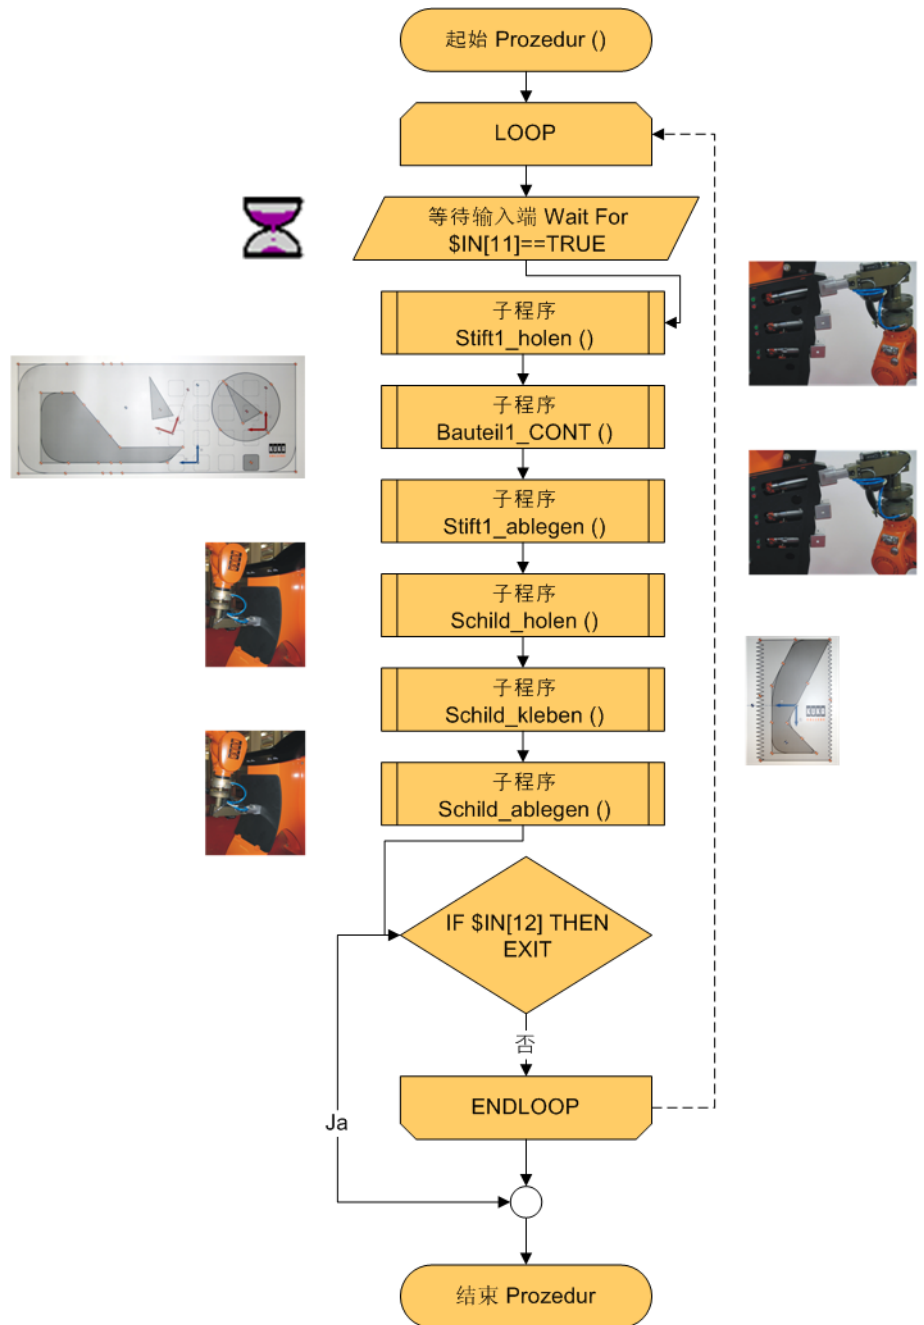 起始 Prozedur ()
LOOP
等待输入端 Wait For
$IN[11]==TRUE
子程序
Stift1_holen ()
子程序
Bauteil1_CONT ()
子程序
Stift1_ablegen ()
子程序
Schild_holen ()
子程序
Schild_kleben ()
子程序
Schild_ablegen ()
IF $IN[12] THEN
EXIT
否
ENDLOOP
Ja
结束 Prozedur
KUKA
KUKA